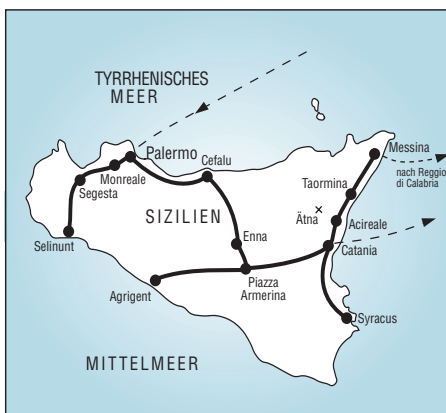 TYRRHENISCHES
MEER
Palermo
Cefalu
Messina
nach Reggio
di Calabria
Monreale
Segesta
Taormina
SIZILIEN
Ätna
Acireale
Selinunt
Enna
Catania
Agrigent
Piazza
Armerina
Syracus
MITTELMEER